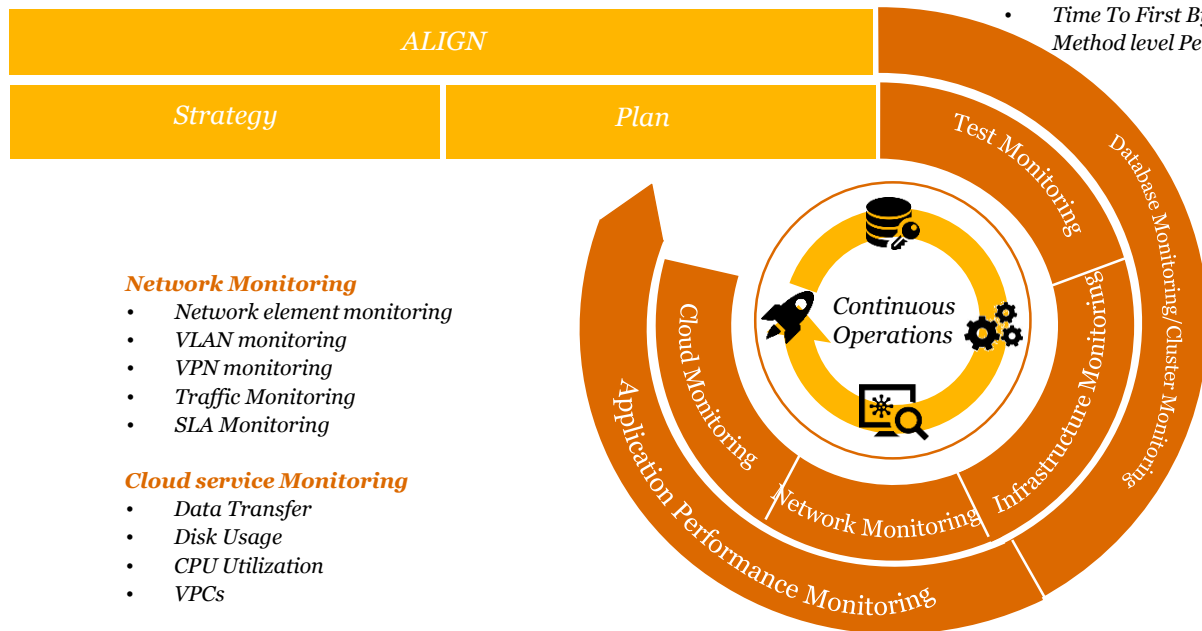 • Time To First
Method level
ALIGN
Strategy
Plan
Test Monitoring
Database Monitoring/Cluster Monitoring
Infrastructure Monitoring
Network Monitoring
Cloud Monitoring
Application Performance Monitoring
Continuous
Operations
Network Monitoring
• Network element monitoring
• VLAN monitoring
• VPN monitoring
• Traffic Monitoring
• SLA Monitoring
Cloud service Monitoring
• Data Transfer
• Disk Usage
• CPU Utilization
• VPCs